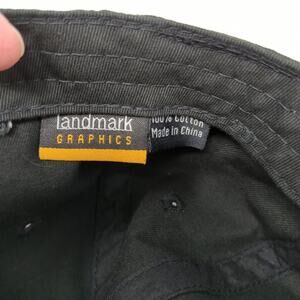 landmark
GRAPHICS
100% Cotton
Made in China